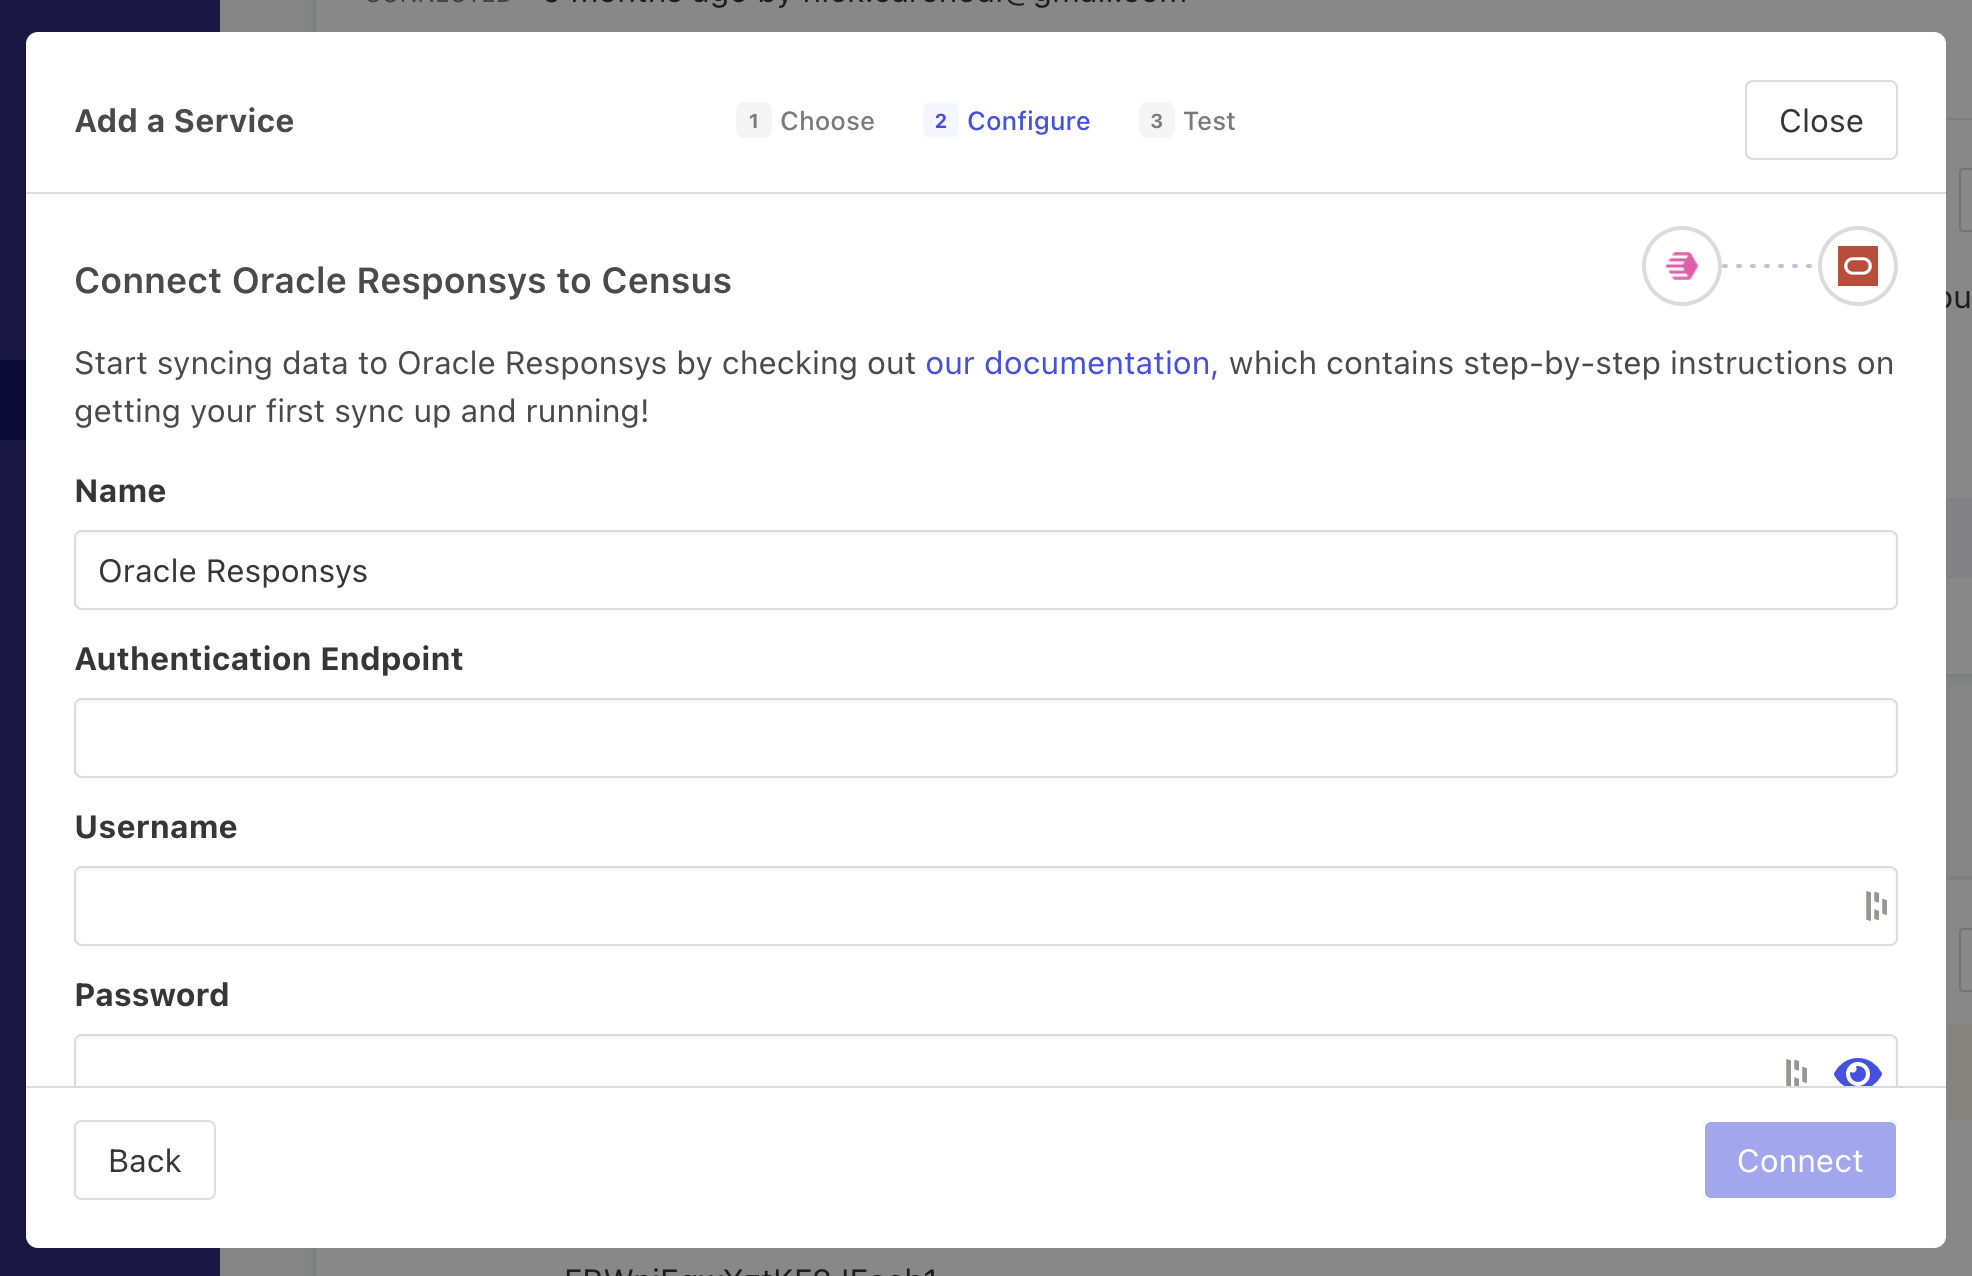 Add a Service
1 Choose
2 Configure
3 Test
Close
Connect Oracle Responsys to Census
Start syncing data to Oracle Responsys by checking out our documentation, which contains step-by-step instructions on
getting your first sync up and running!
Name
Oracle Responsys
Authentication Endpoint
Username
Password
Back
Connect